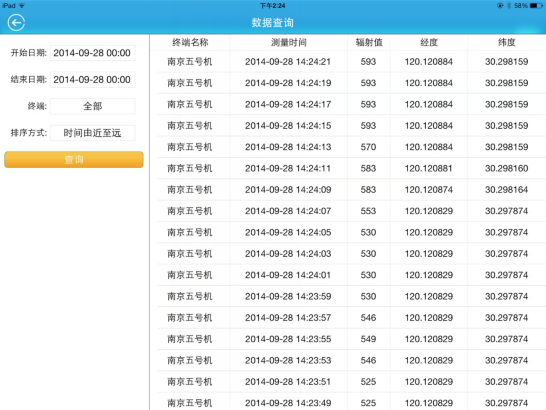 iPad 下午2:24 58%
数据查询
开始日期: 2014-09-28 00:00
结束日期: 2014-09-28 00:00
终端: 全部
排序方式: 时间由近至远
查询
终端名称 测量时间 辐射值 经度 纬度
南京五号机 2014-09-28 14:24:21 593 120.120884 30.298159
南京五号机 2014-09-28 14:24:19 593 120.120884 30.298159
南京五号机 2014-09-28 14:24:17 593 120.120884 30.298159
南京五号机 2014-09-28 14:24:15 593 120.120884 30.298159
南京五号机 2014-09-28 14:24:13 570 120.120884 30.298159
南京五号机 2014-09-28 14:24:11 583 120.120881 30.298160
南京五号机 2014-09-28 14:24:09 583 120.120874 30.298164
南京五号机 2014-09-28 14:24:07 553 120.120829 30.297874
南京五号机 2014-09-28 14:24:05 530 120.120829 30.297874
南京五号机 2014-09-28 14:24:03 530 120.120829 30.297874
南京五号机 2014-09-28 14:24:01 530 120.120829 30.297874
南京五号机 2014-09-28 14:23:59 530 120.120829 30.297874
南京五号机 2014-09-28 14:23:57 546 120.120829 30.297874
南京五号机 2014-09-28 14:23:55 549 120.120829 30.297874
南京五号机 2014-09-28 14:23:53 546 120.120829 30.297874
南京五号机 2014-09-28 14:23:51 525 120.120829 30.297874
南京五号机 2014-09-28 14:23:49 525 120.120829 30.297874